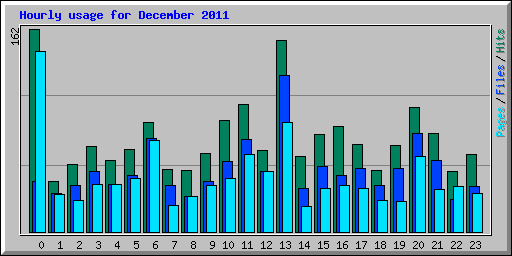 Hourly usage for December 2011
162
Pages / Files / Hits
0 1 2 3 4 5 6 7 8 9 10 11 12 13 14 15 16 17 18 19 20 21 22 23